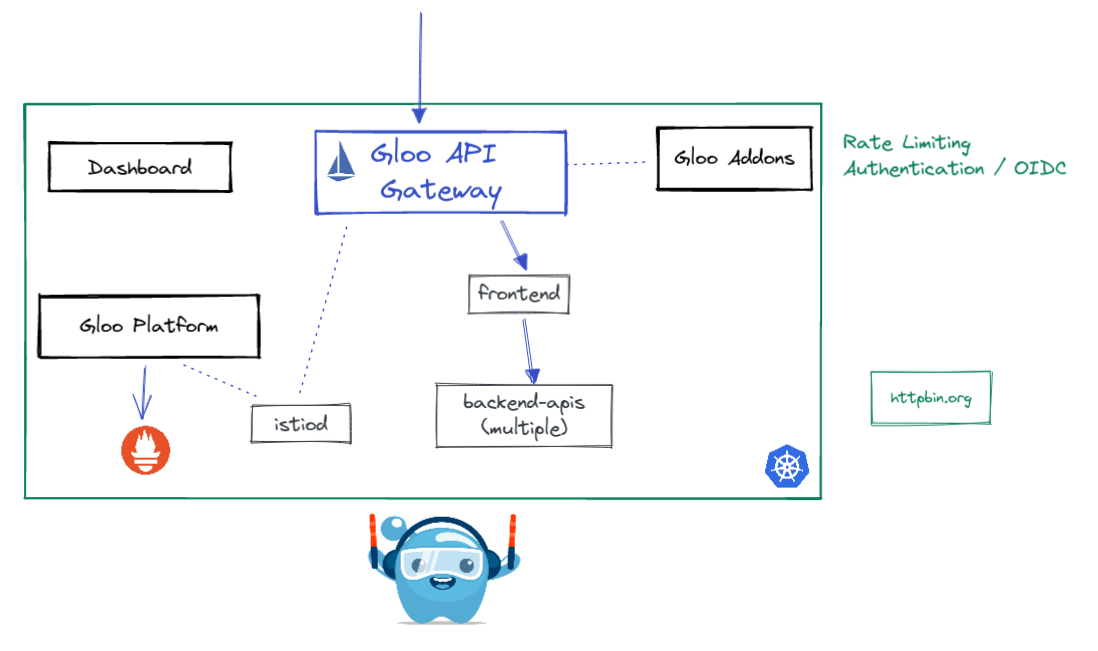 Dashboard
Gloo API
Gateway
Gloo Addons
Rate Limiting
Authentication / OIDC
frontend
Gloo Platform
backend-apis
(multiple)
istiod
httpbin.org